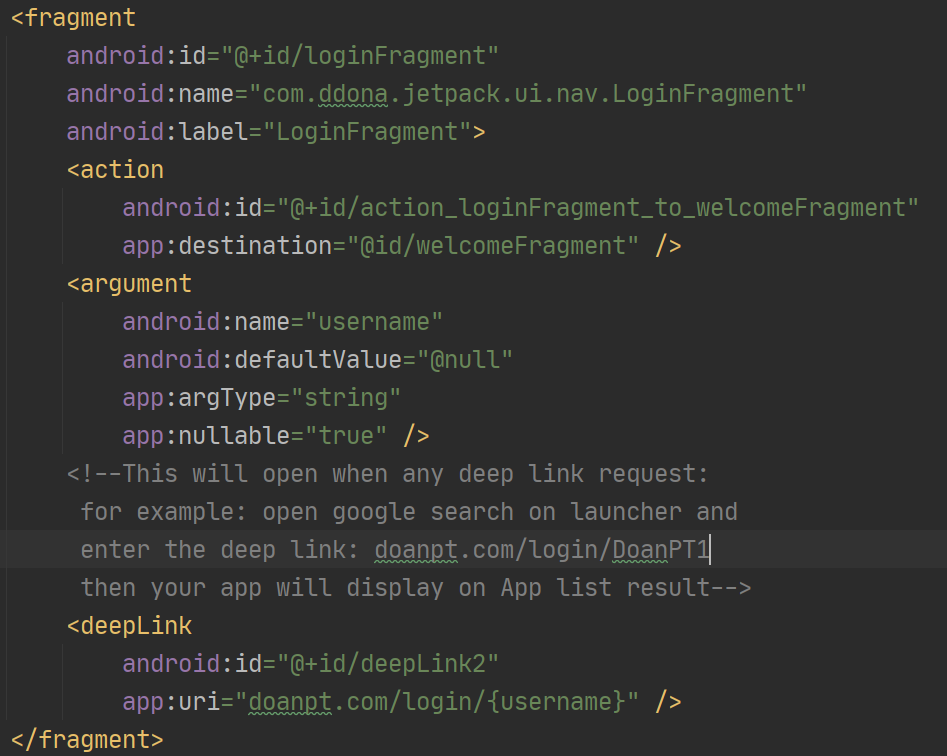 <fragment
android:id="@+id/loginFragment"
android:name="com.ddona.jetpack.ui.nav.LoginFragment"
android:label="LoginFragment">
<action
android:id="@+id/action_loginFragment_to_welcomeFragment"
app:destination="@id/welcomeFragment" />
<argument
android:name="username"
android:defaultValue="@null"
app:argType="string"
app:nullable="true" />
<!--This will open when any deep link request:
for example: open google search on launcher and
enter the deep link: doanpt.com/login/DoanPT1
then your app will display on App list result-->
<deepLink
android:id="@+id/deepLink2"
app:uri="doanpt.com/login/{username}" />
</fragment>